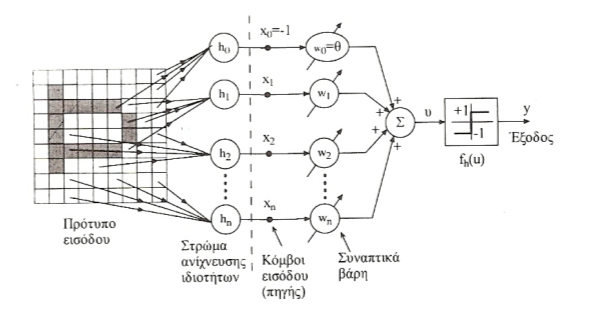 h₀
x₀=-1
w₀=θ
h₁
x₁
w₁
h₂
x₂
w₂
hₙ
xₙ
wₙ
+
+
+
+
Σ
υ
+1
-1
fₕ(u)
y
Έξοδος
Πρότυπο
εισόδου
Στρώμα
ανίχνευσης
ιδιοτήτων
Κόμβοι
εισόδου
(πηγής)
Συναπτικά
βάρη